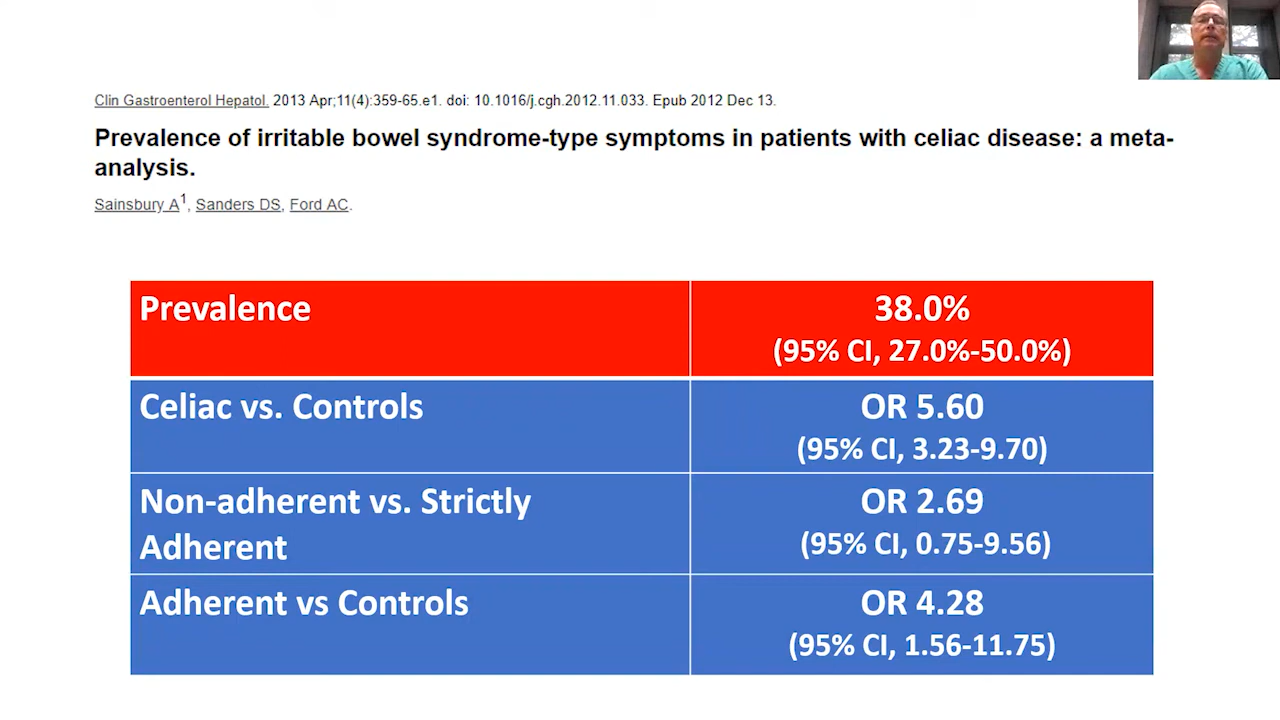 Clin Gastroenterol Hepatol. 2013 Apr;11(4):359-65.e1. doi: 10.1016/j.cgh.2012.11.033. Epub 2012 Dec 13.
Prevalence of irritable bowel syndrome-type symptoms in patients with celiac disease: a meta-
analysis.
Sainsbury A1, Sanders DS, Ford AC.
Prevalence
38.0%
(95% CI, 27.0%-50.0%)
Celiac vs. Controls
OR 5.60
(95% CI, 3.23-9.70)
Non-adherent vs. Strictly
Adherent
OR 2.69
(95% CI, 0.75-9.56)
Adherent vs Controls
OR 4.28
(95% CI, 1.56-11.75)